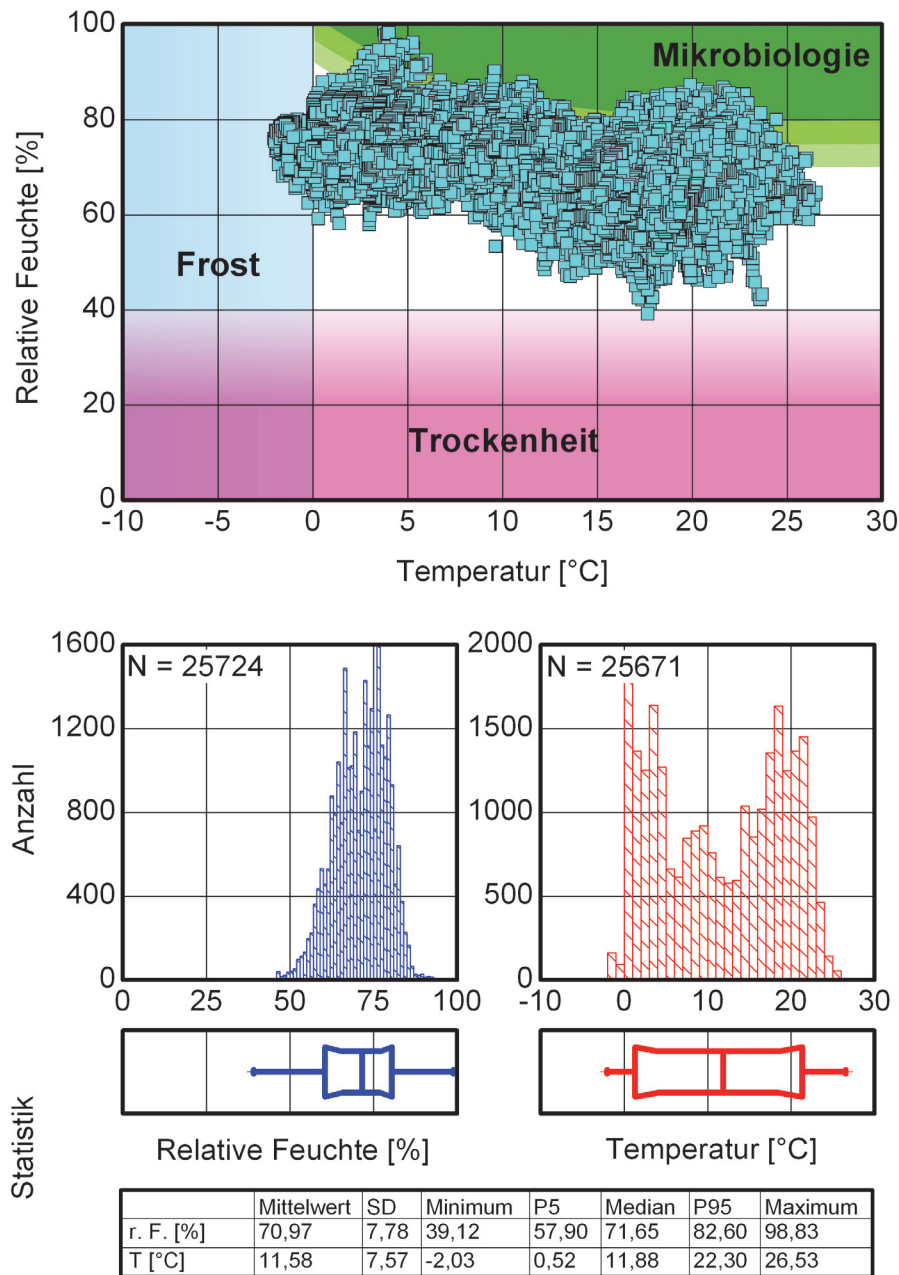 100
80
60
40
20
0
Relative Feuchte [%]
Mikrobiologie
Frost
Trockenheit
-10 -5 0 5 10 15 20 25 30
Temperatur [°C]
Anzahl
1600
1200
800
400
0
N = 25724
0 25 50 75 100
2000
1500
1000
500
0
N = 25671
-10 0 10 20 30
Statistik
Relative Feuchte [%]
Temperatur [°C]
Mittelwert SD Minimum P5 Median P95 Maximum
r. F. [%] 70,97 7,78 39,12 57,90 71,65 82,60 98,83
T [°C] 11,58 7,57 -2,03 0,52 11,88 22,30 26,53